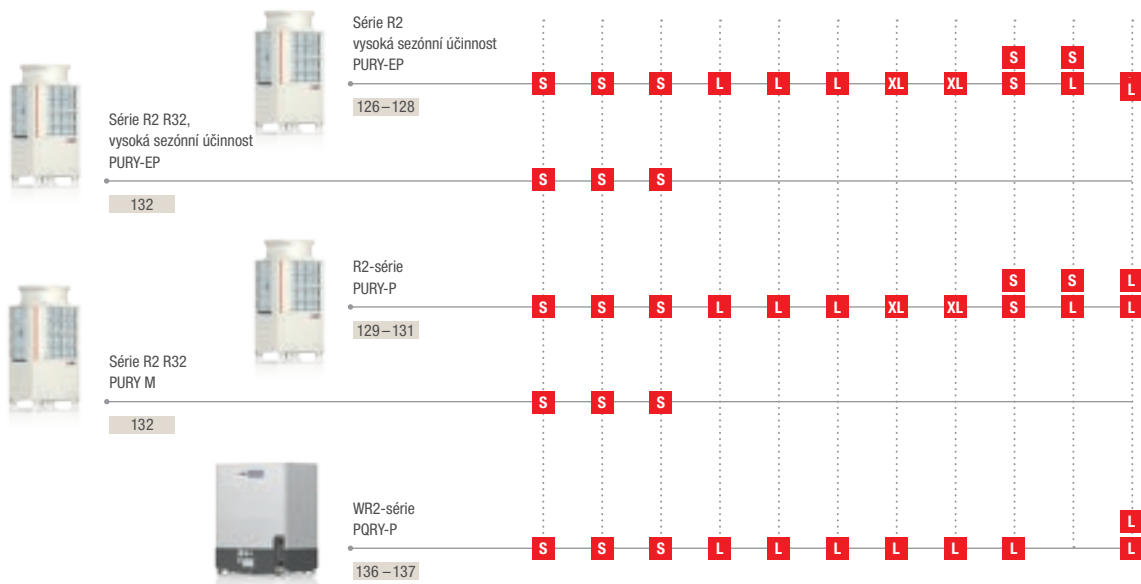 Série R2
vysoká sezónní účinnost
PURY-EP
S S
S S S L L L XL XL S L L
126–128
Série R2 R32,
vysoká sezónní účinnost
PURY-EP
S S S
132
R2-série
PURY-P
S S L
S S S L L L XL XL S L L
129–131
Série R2 R32
PURY M
S S S
132
WR2-série
PQRY-P
L
S S S L L L L L L L
136–137